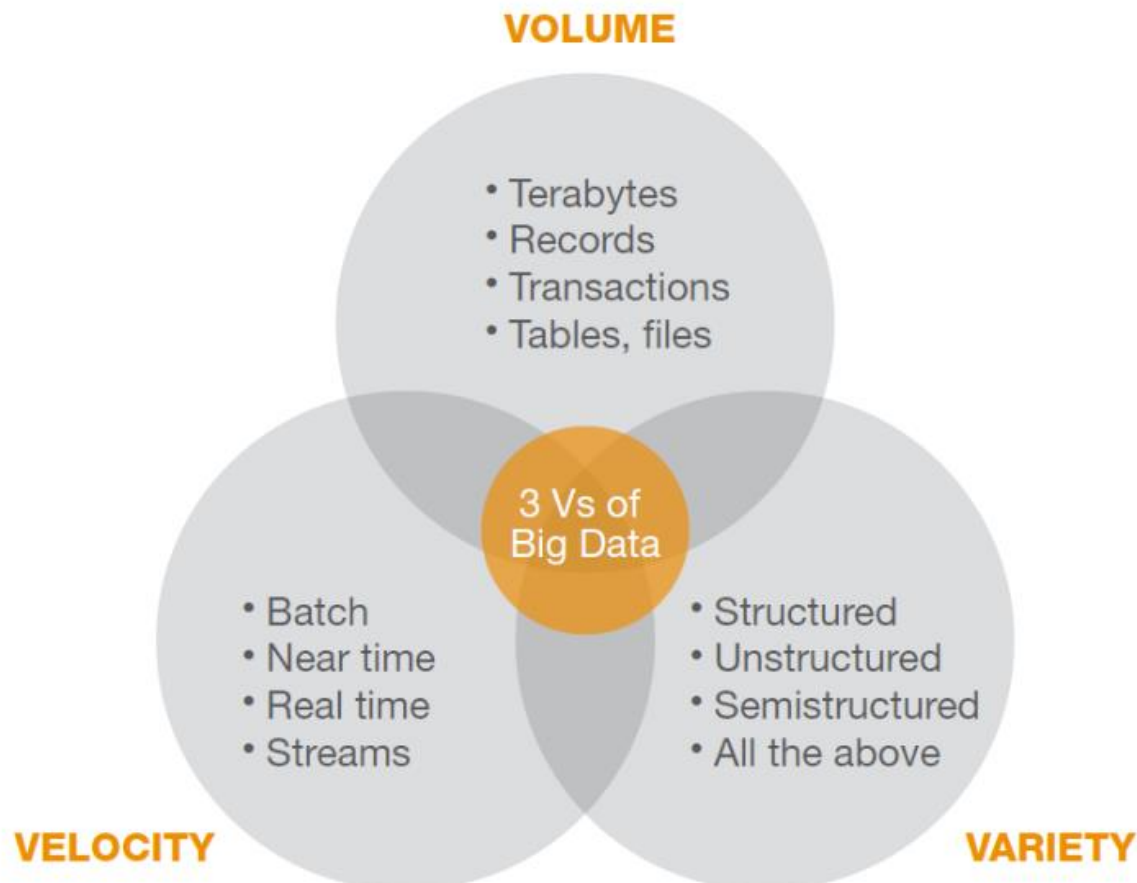 VOLUME
• Terabytes
• Records
• Transactions
• Tables, files
3 Vs of
Big Data
• Batch
• Near time
• Real time
• Streams
• Structured
• Unstructured
• Semistructured
• All the above
VELOCITY
VARIETY